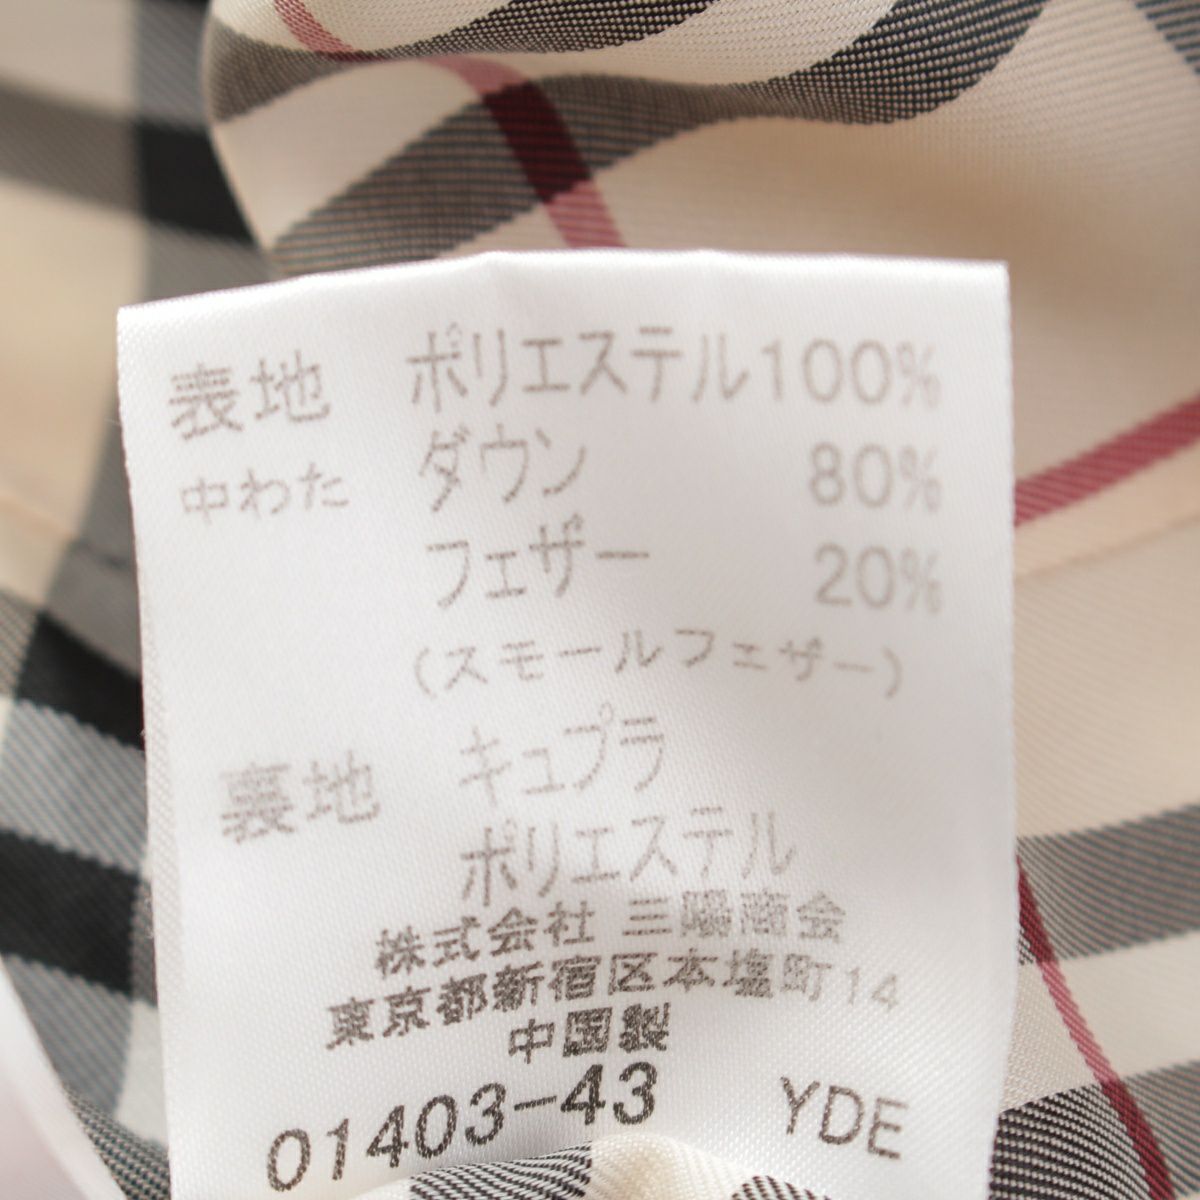 表地 ポリエステル100%
中わた ダウン 80%
フェザー 20%
(スモールフェザー)
裏地 キュプラ
ポリエステル
株式会社 三陽商会
東京都新宿区本塩町14
中国製
01403-43 YDE